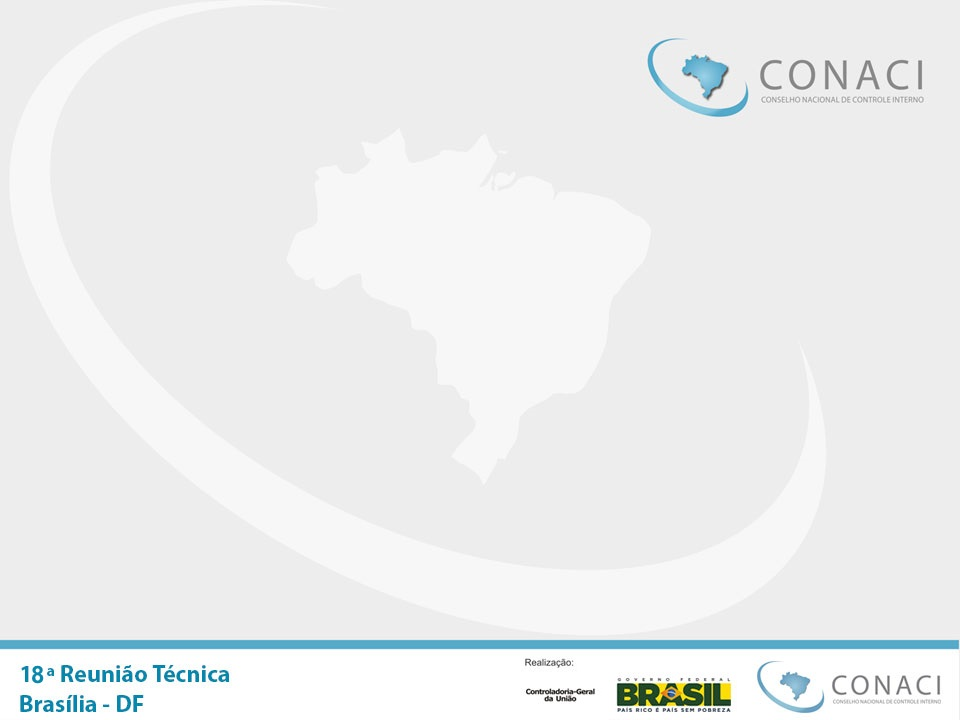 CONACI
CONSELHO NACIONAL DE CONTROLE INTERNO
18ª Reunião Técnica
Brasília - DF
Realização:
Controladoria-Geral
da União
GOVERNO FEDERAL
BRASIL
PAÍS RICO É PAÍS SEM POBREZA
CONACI
CONSELHO NACIONAL DE CONTROLE INTERNO